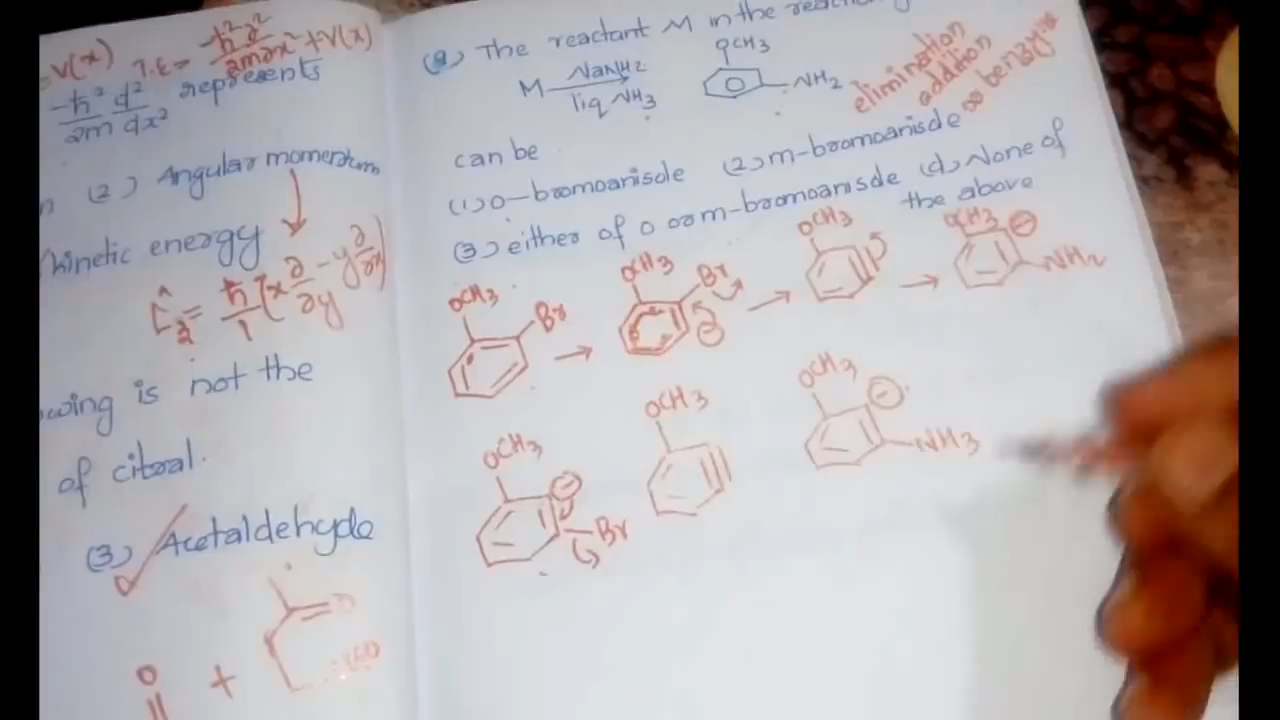 = V(x) T.E = -ħ²∂²/2m∂x² + V(x)
-ħ²/2m d²/dx² represents
(2) Angular momentum
kinetic energy
L̂z = ħ/i [x ∂/∂y - y ∂/∂x]
owing is not the
of citral.
(3) Acetaldehyde
O
+
(9) The reactant M in the
M NaNH2 OCH3
liq NH3 NH2
elimination
addition
or benzyne
can be
(1) O-bromoanisole (2) m-bromoanisole
(3) either of o or m-bromoanisole (d) None of
the above
OCH3 Br → OCH3 Br ⊖ → OCH3 → OCH3 ⊖ NH2
OCH3 ⊖ Br OCH3 OCH3 ⊖ NH3